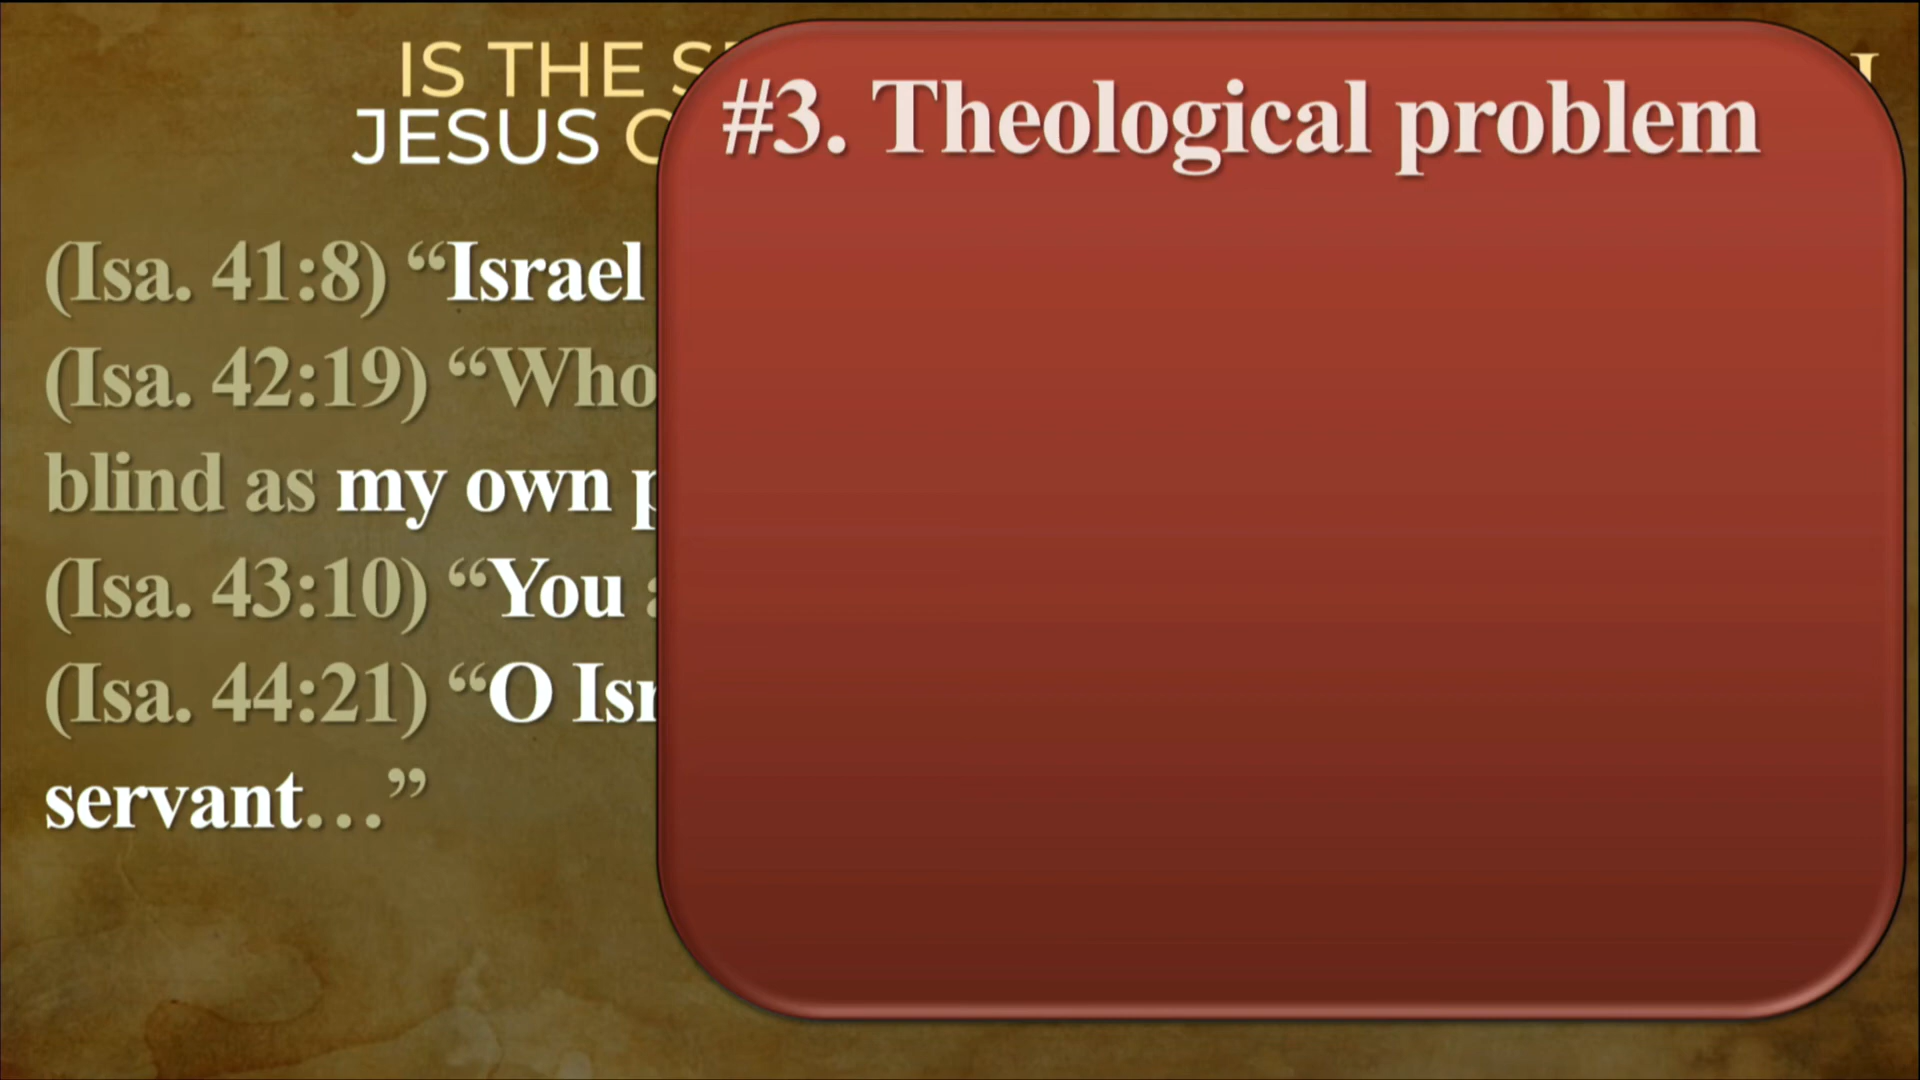 IS THE
JESUS
#3. Theological problem
(Isa. 41:8) “Israel
(Isa. 42:19) “Who
blind as my own
(Isa. 43:10) “You
(Isa. 44:21) “O
servant…”